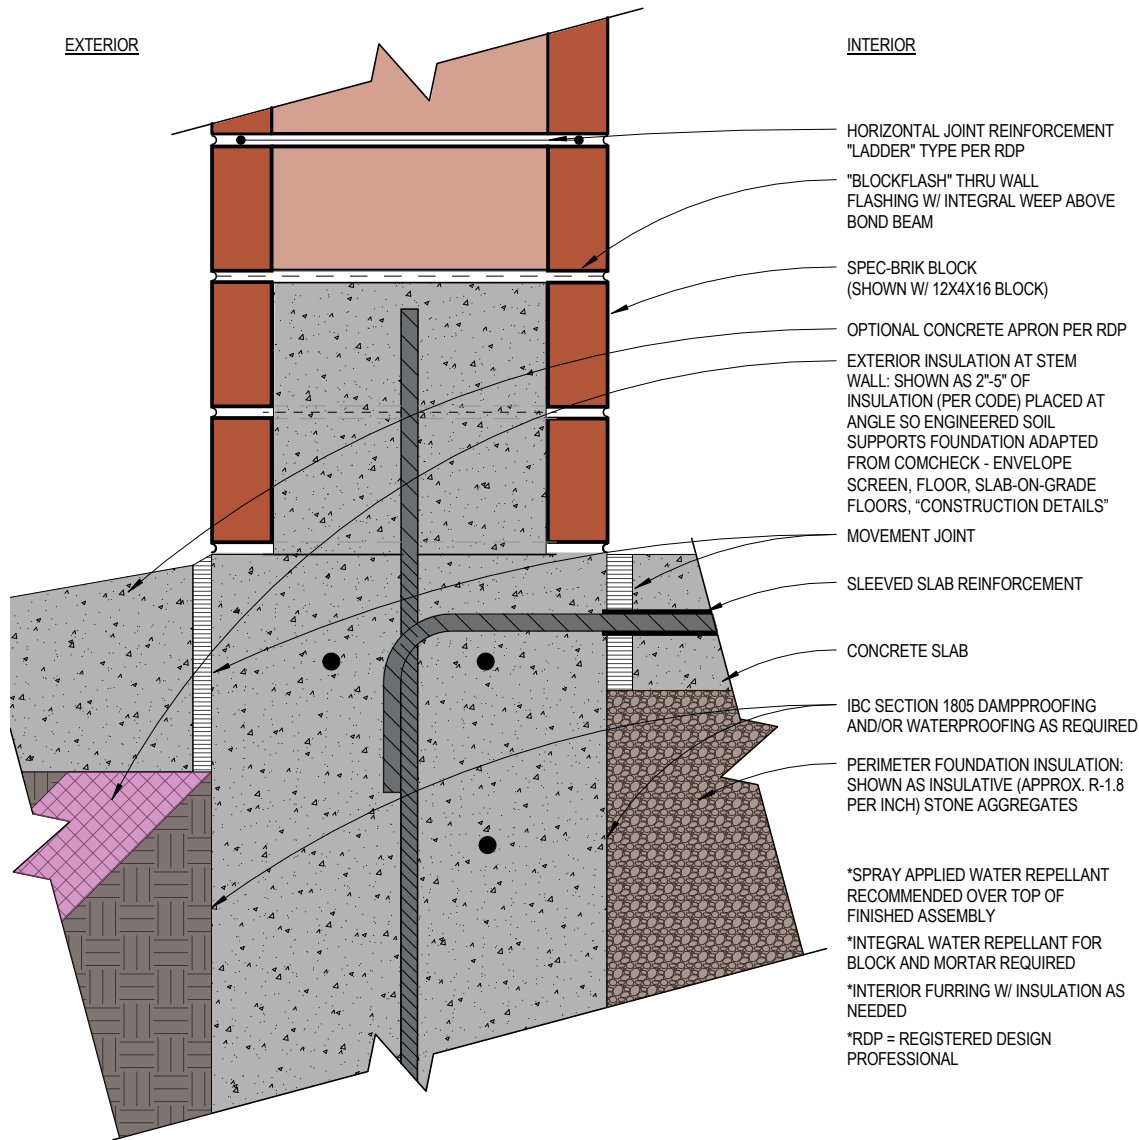 EXTERIOR
INTERIOR
HORIZONTAL JOINT REINFORCEMENT
"LADDER" TYPE PER RDP
"BLOCKFLASH" THRU WALL
FLASHING W/ INTEGRAL WEEP ABOVE
BOND BEAM
SPEC-BRIK BLOCK
(SHOWN W/ 12X4X16 BLOCK)
OPTIONAL CONCRETE APRON PER RDP
EXTERIOR INSULATION AT STEM
WALL: SHOWN AS 2"-5" OF
INSULATION (PER CODE) PLACED AT
ANGLE SO ENGINEERED SOIL
SUPPORTS FOUNDATION ADAPTED
FROM COMCHECK - ENVELOPE
SCREEN, FLOOR, SLAB-ON-GRADE
FLOORS, “CONSTRUCTION DETAILS”
MOVEMENT JOINT
SLEEVED SLAB REINFORCEMENT
CONCRETE SLAB
IBC SECTION 1805 DAMPPROOFING
AND/OR WATERPROOFING AS REQUIRED
PERIMETER FOUNDATION INSULATION:
SHOWN AS INSULATIVE (APPROX. R-1.8
PER INCH) STONE AGGREGATES
*SPRAY APPLIED WATER REPELLANT
RECOMMENDED OVER TOP OF
FINISHED ASSEMBLY
*INTEGRAL WATER REPELLANT FOR
BLOCK AND MORTAR REQUIRED
*INTERIOR FURRING W/ INSULATION AS
NEEDED
*RDP = REGISTERED DESIGN
PROFESSIONAL